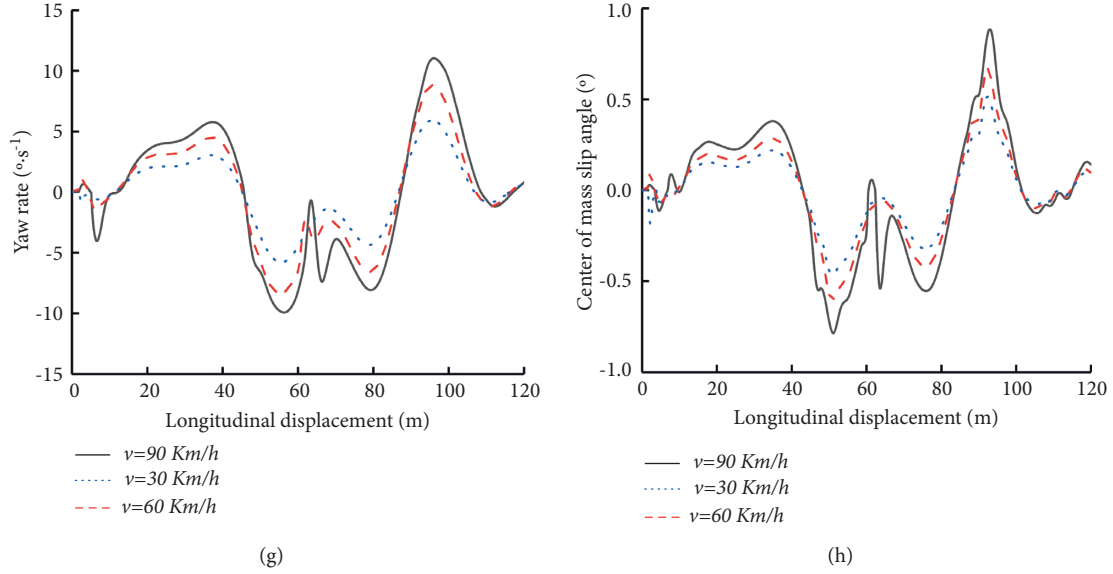 15
10
5
0
-5
-10
-15
Yaw rate (º·s-1)
0 20 40 60 80 100 120
Longitudinal displacement (m)
v=90 Km/h
v=30 Km/h
v=60 Km/h
(g)
1.0
0.5
0.0
-0.5
-1.0
Center of mass slip angle (º)
0 20 40 60 80 100 120
Longitudinal displacement (m)
v=90 Km/h
v=30 Km/h
v=60 Km/h
(h)